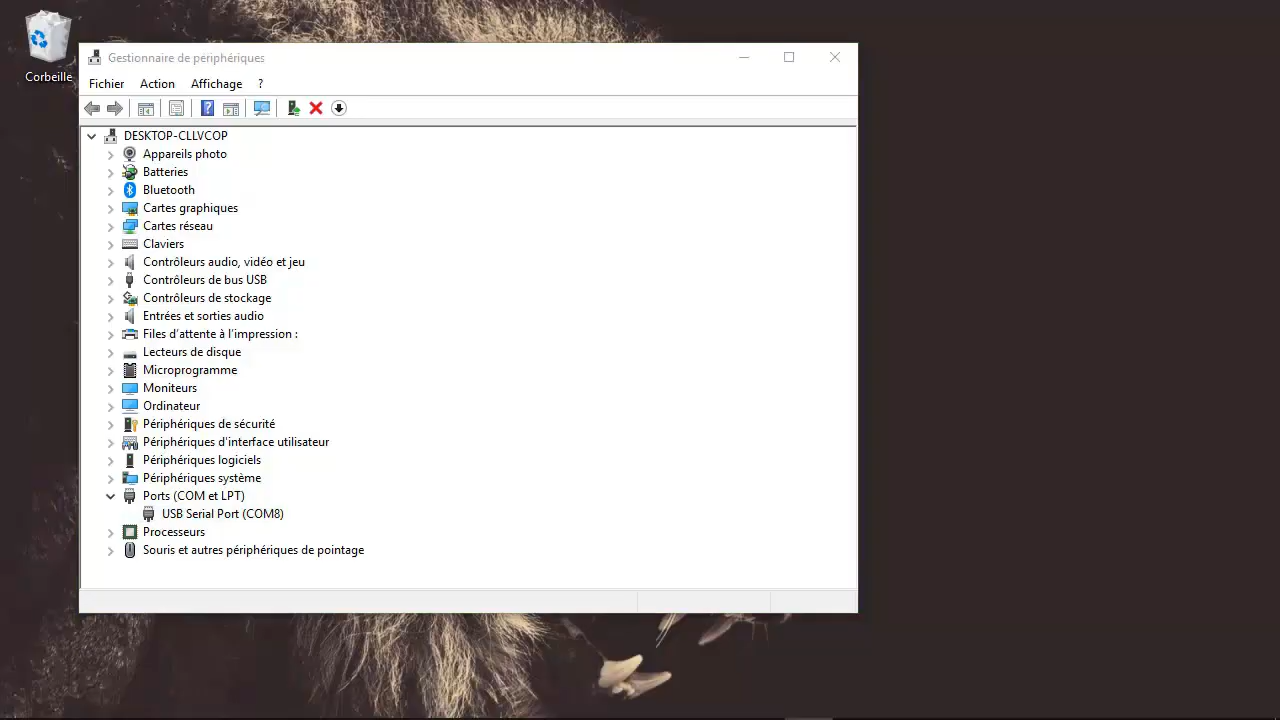 Corbeille
Gestionnaire de périphériques
Fichier Action Affichage ?
DESKTOP-CLLVCOP
Appareils photo
Batteries
Bluetooth
Cartes graphiques
Cartes réseau
Claviers
Contrôleurs audio, vidéo et jeu
Contrôleurs de bus USB
Contrôleurs de stockage
Entrées et sorties audio
Files d’attente à l’impression :
Lecteurs de disque
Microprogramme
Moniteurs
Ordinateur
Périphériques de sécurité
Périphériques d’interface utilisateur
Périphériques logiciels
Périphériques système
Ports (COM et LPT)
USB Serial Port (COM8)
Processeurs
Souris et autres périphériques de pointage